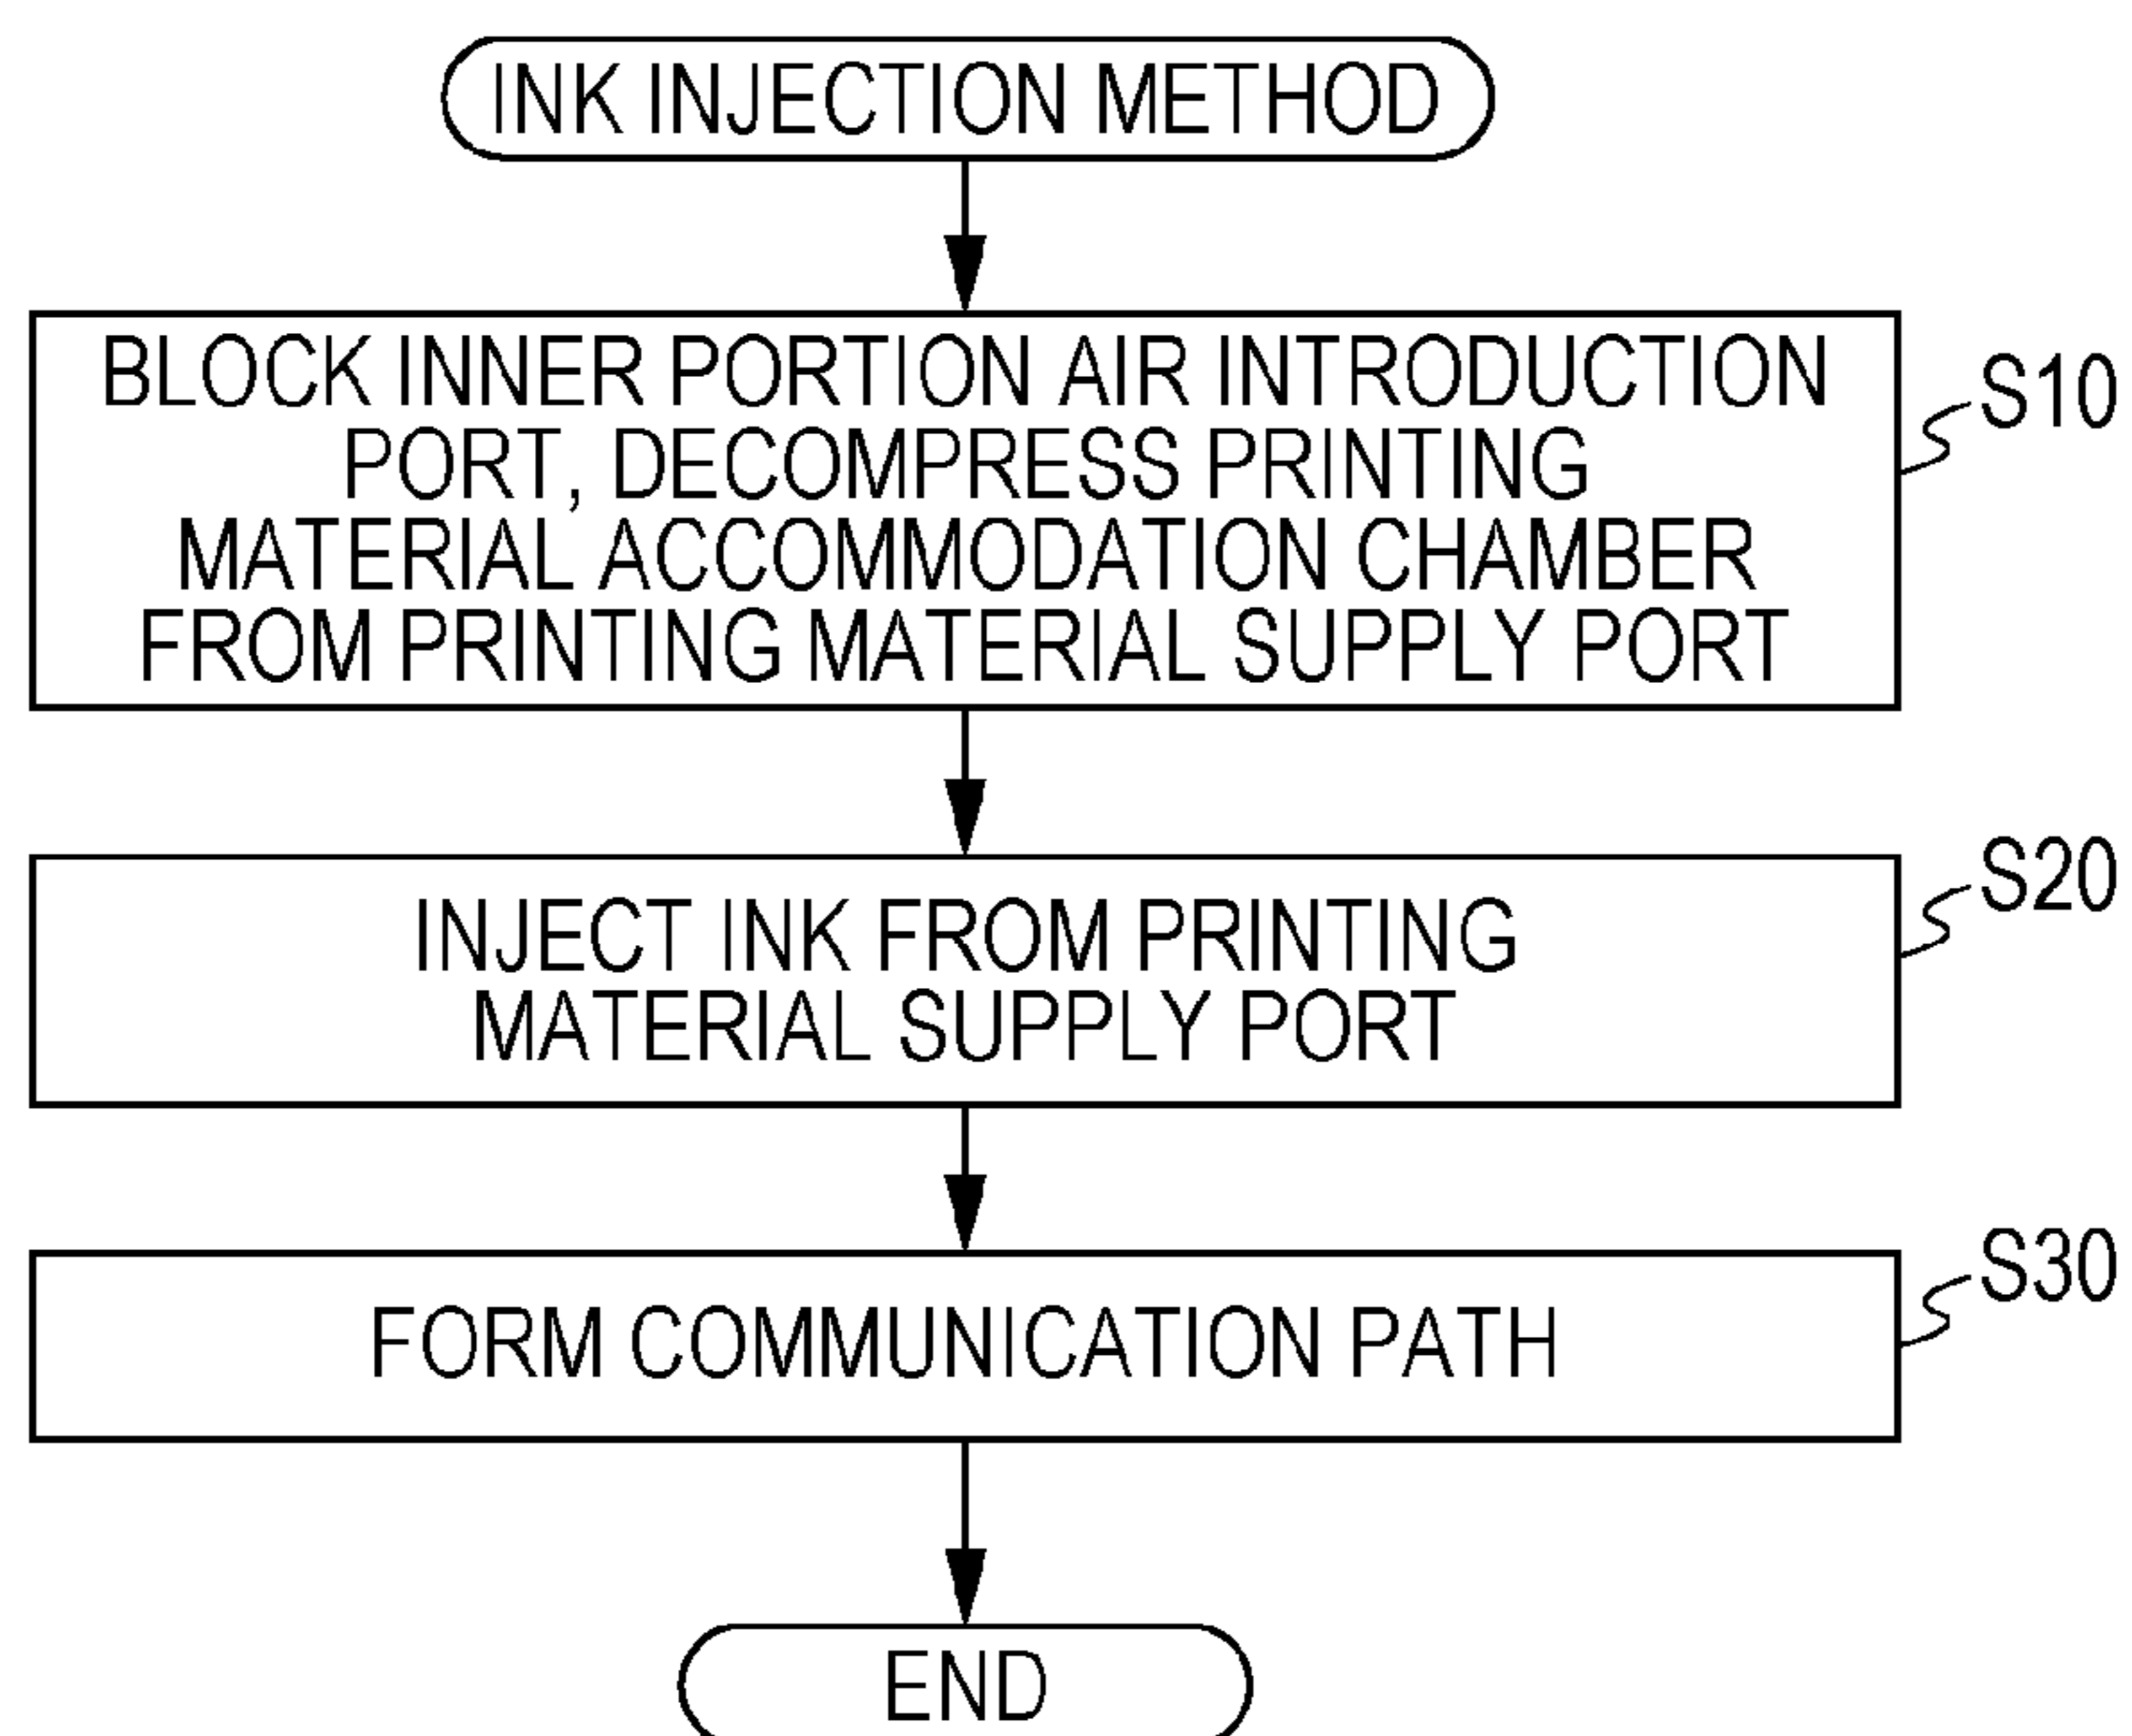 INK INJECTION METHOD
BLOCK INNER PORTION AIR INTRODUCTION
PORT, DECOMPRESS PRINTING
MATERIAL ACCOMMODATION CHAMBER
FROM PRINTING MATERIAL SUPPLY PORT
S10
INJECT INK FROM PRINTING
MATERIAL SUPPLY PORT
S20
FORM COMMUNICATION PATH
S30
END